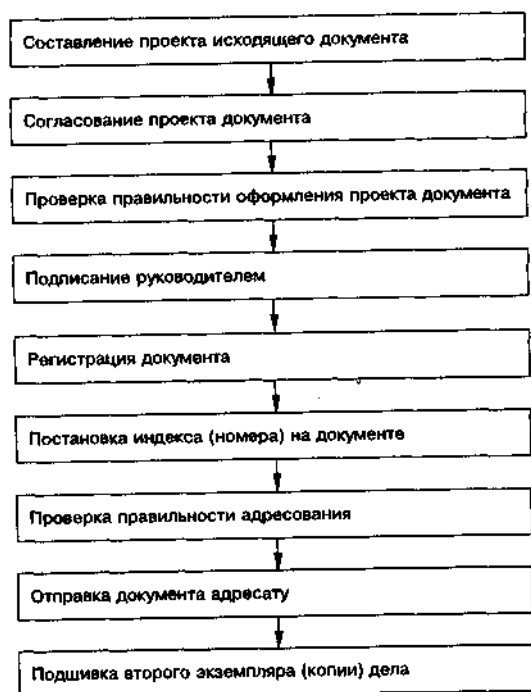 Составление проекта исходящего документа
Согласование проекта документа
Проверка правильности оформления проекта документа
Подписание руководителем
Регистрация документа
Постановка индекса (номера) на документе
Проверка правильности адресования
Отправка документа адресату
Подшивка второго экземпляра (копии) дела